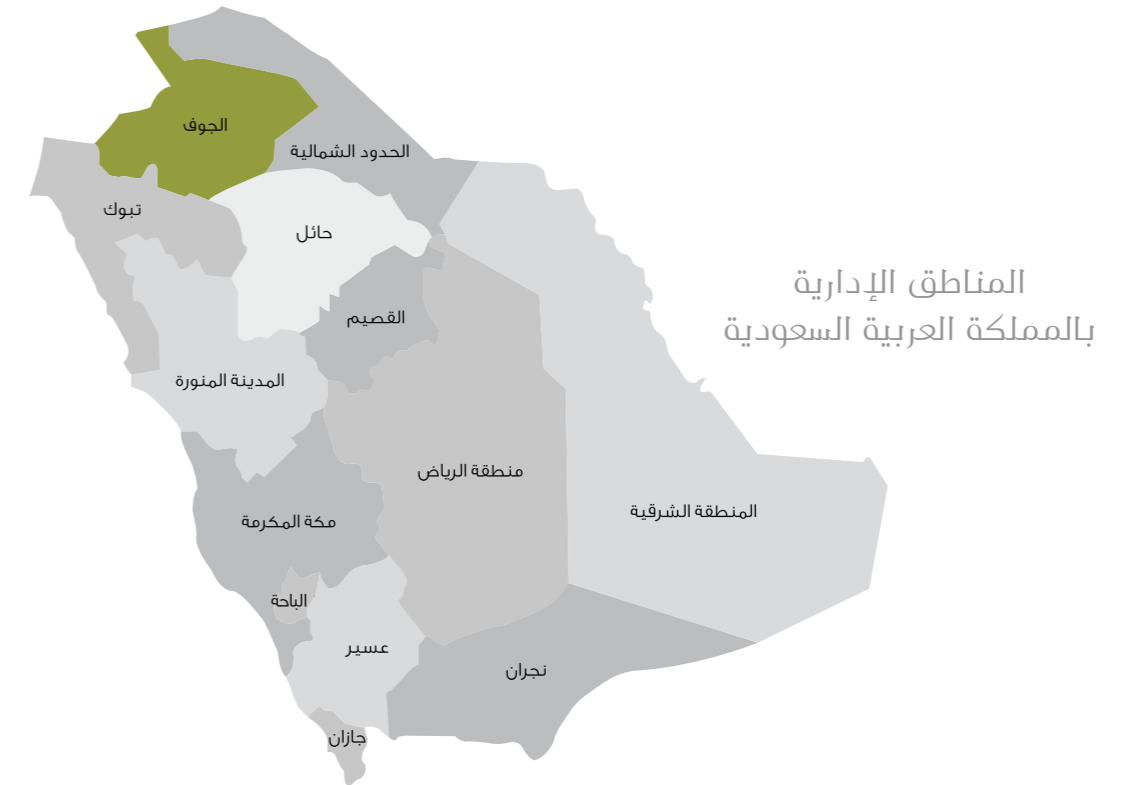 الجوف
الحدود الشمالية
تبوك
حائل
المناطق الإدارية
بالمملكة العربية السعودية
القصيم
المدينة المنورة
منطقة الرياض
المنطقة الشرقية
مكة المكرمة
الباحة
عسير
نجران
جازان